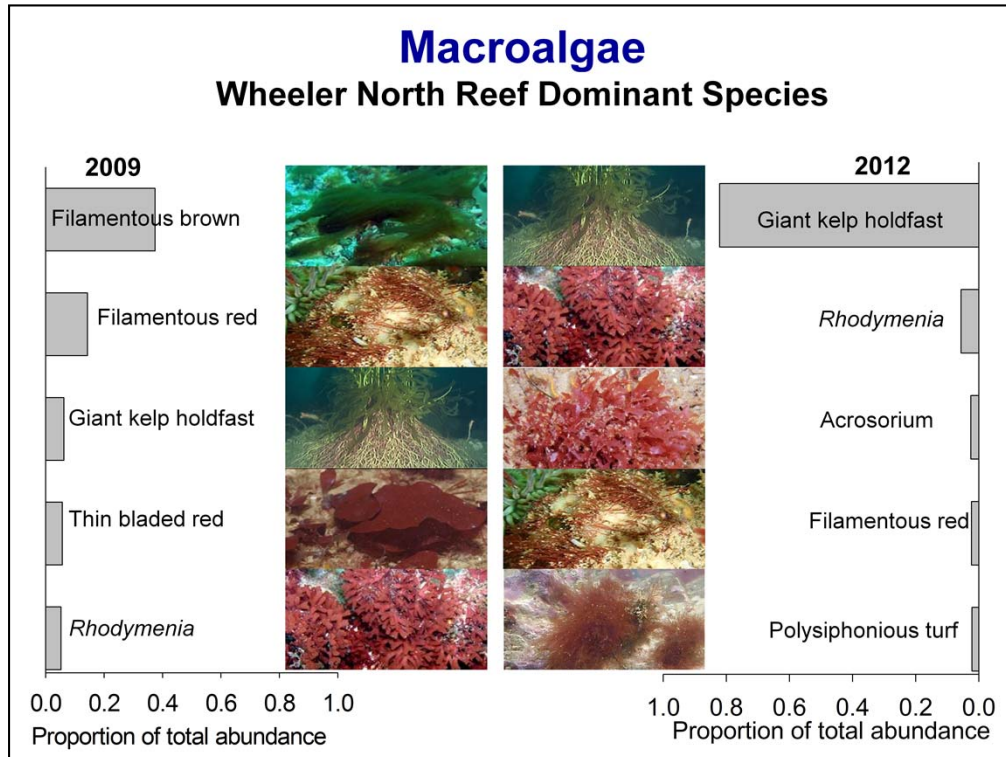 Macroalgae
Wheeler North Reef Dominant Species
2009
Filamentous brown
Filamentous red
Giant kelp holdfast
Thin bladed red
Rhodymenia
0.0 0.2 0.4 0.6 0.8 1.0
Proportion of total abundance
2012
Giant kelp holdfast
Rhodymenia
Acrosorium
Filamentous red
Polysiphonious turf
1.0 0.8 0.6 0.4 0.2 0.0
Proportion of total abundance